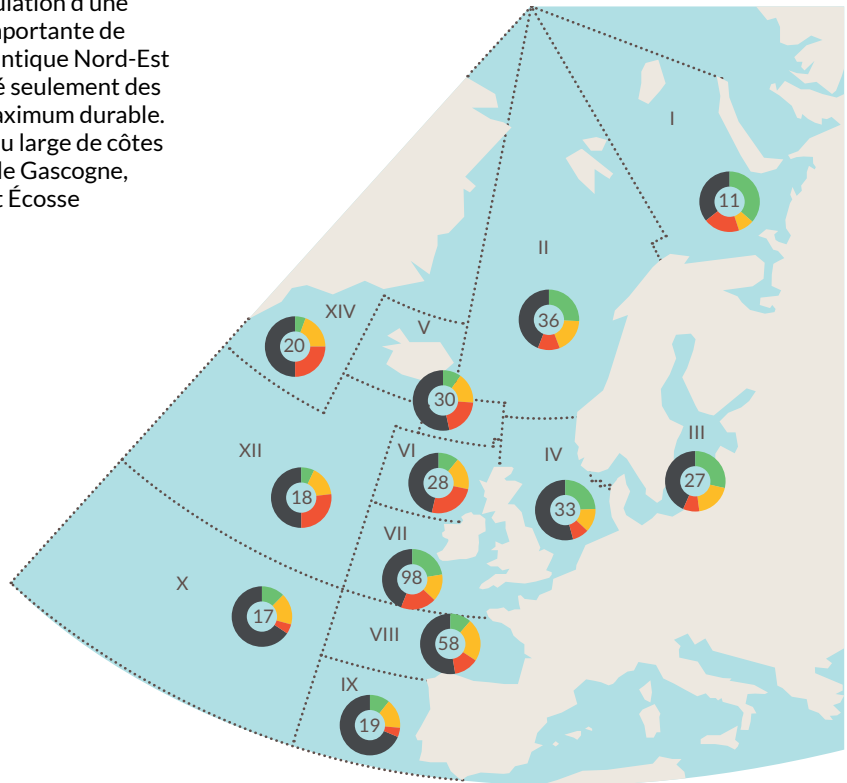 ulation d'une
portante de
ntique Nord-Est
é seulement des
aximum durable.
u large de côtes
le Gascogne,
t Écosse
I
11
II
36
XIV
20
V
30
III
27
XII
18
VI
28
IV
33
VII
98
X
17
VIII
58
IX
19